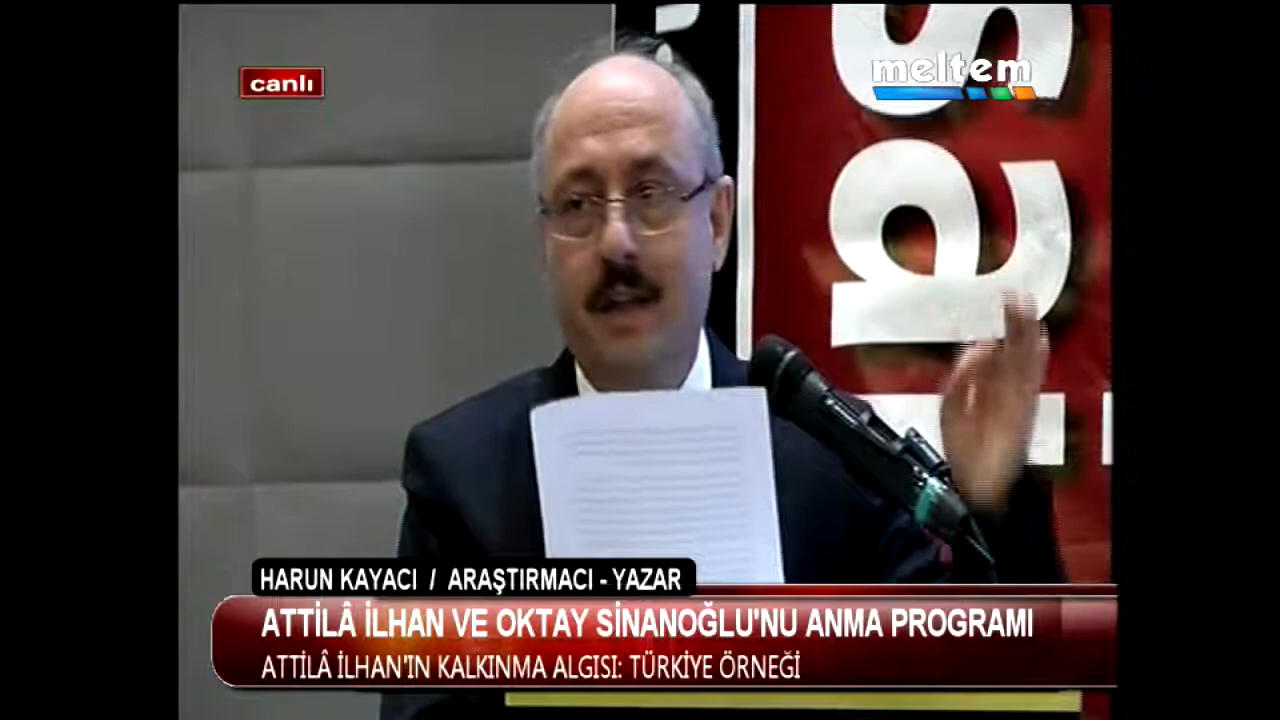 canlı
meltem
sal
HARUN KAYACI / ARAŞTIRMACI - YAZAR
ATTİLÂ İLHAN VE OKTAY SİNANOĞLU'NU ANMA PROGRAMI
ATTİLÂ İLHAN'IN KALKINMA ALGISI: TÜRKİYE ÖRNEĞİ